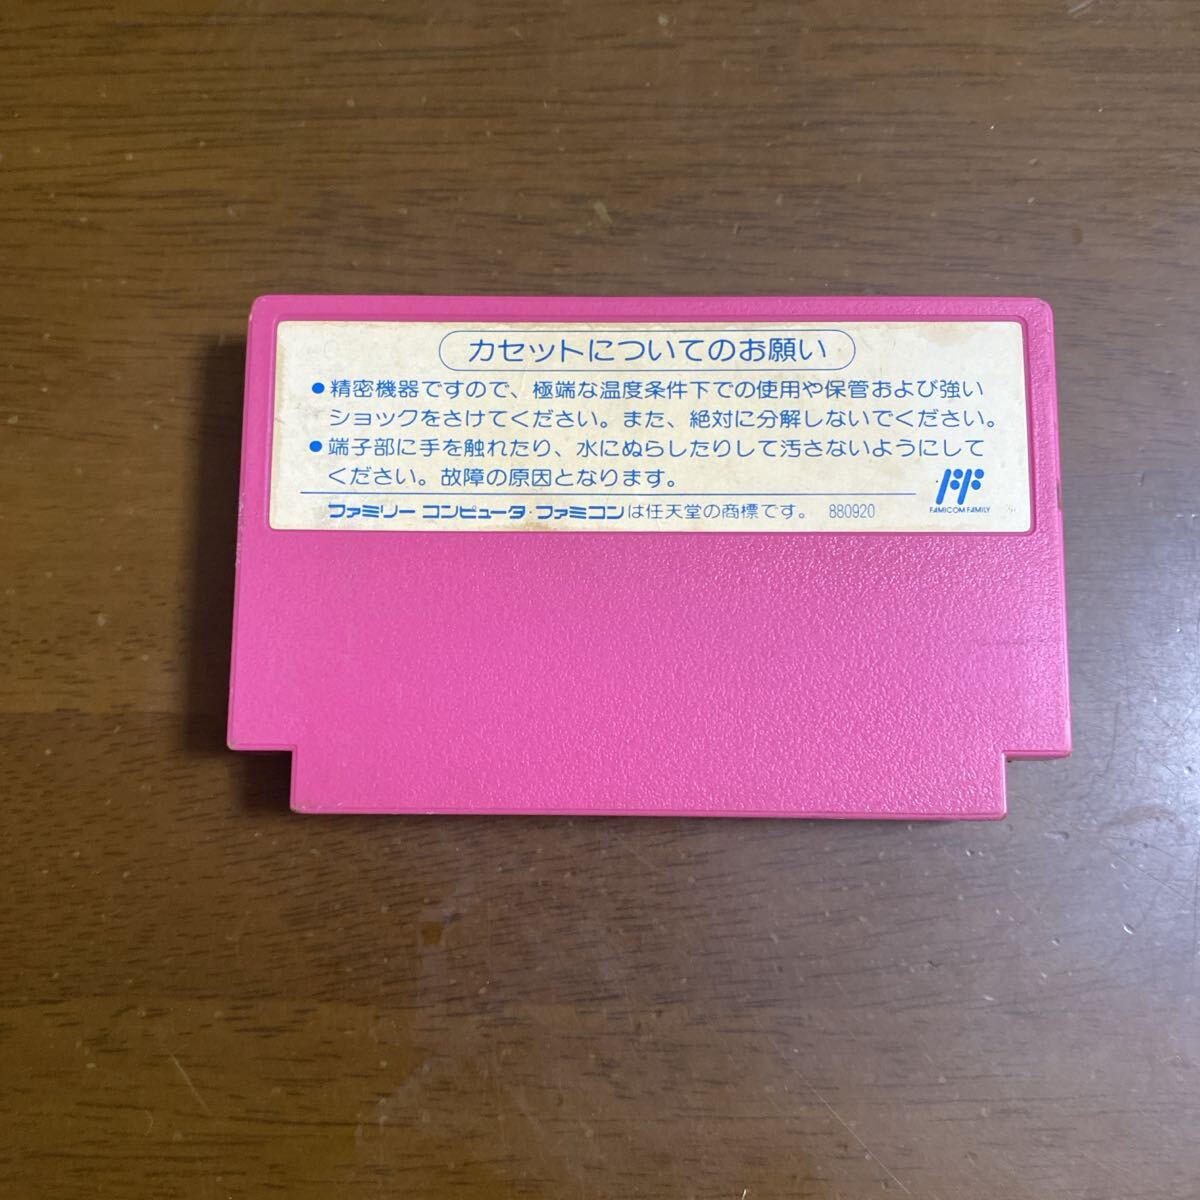 カセットについてのお願い
●精密機器ですので、極端な温度条件下での使用や保管および強い
ショックをさけてください。また、絶対に分解しないでください。
●端子部に手を触れたり、水にぬらしたりして汚さないようにして
ください。故障の原因となります。
ファミリーコンピュータ・ファミコンは任天堂の商標です。 880920
FAMICOM FAMILY